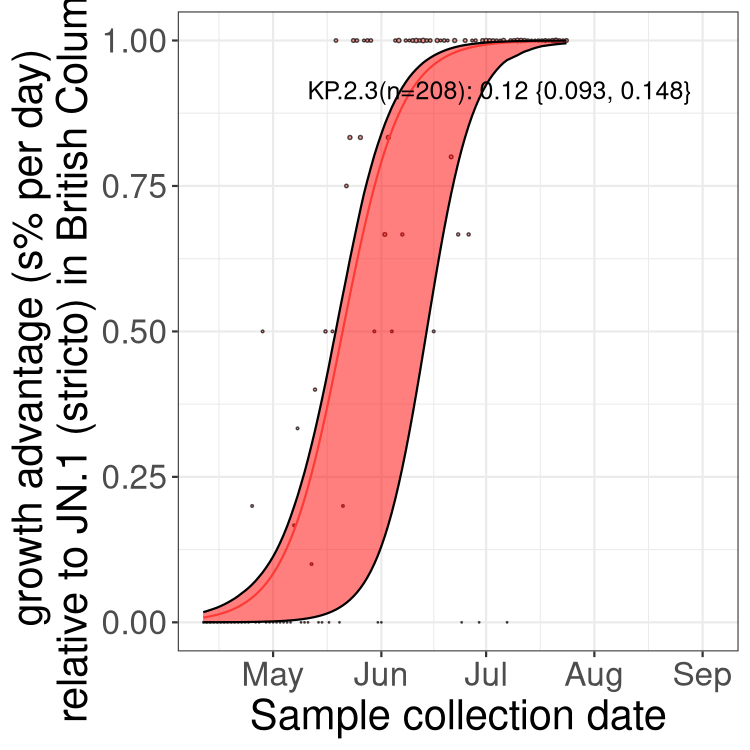 growth advantage (s% per day)
relative to JN.1 (stricto) in British Colum
1.00
0.75
0.50
0.25
0.00
KP.2.3(n=208): 0.12 {0.093, 0.148}
May Jun Jul Aug Sep
Sample collection date